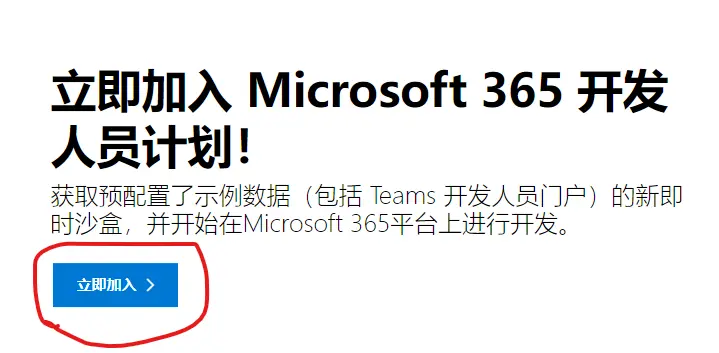 立即加入 Microsoft 365 开发
人员计划！
获取预配置了示例数据（包括 Teams 开发人员门户）的新即
时沙盒，并开始在Microsoft 365平台上进行开发。
立即加入 >